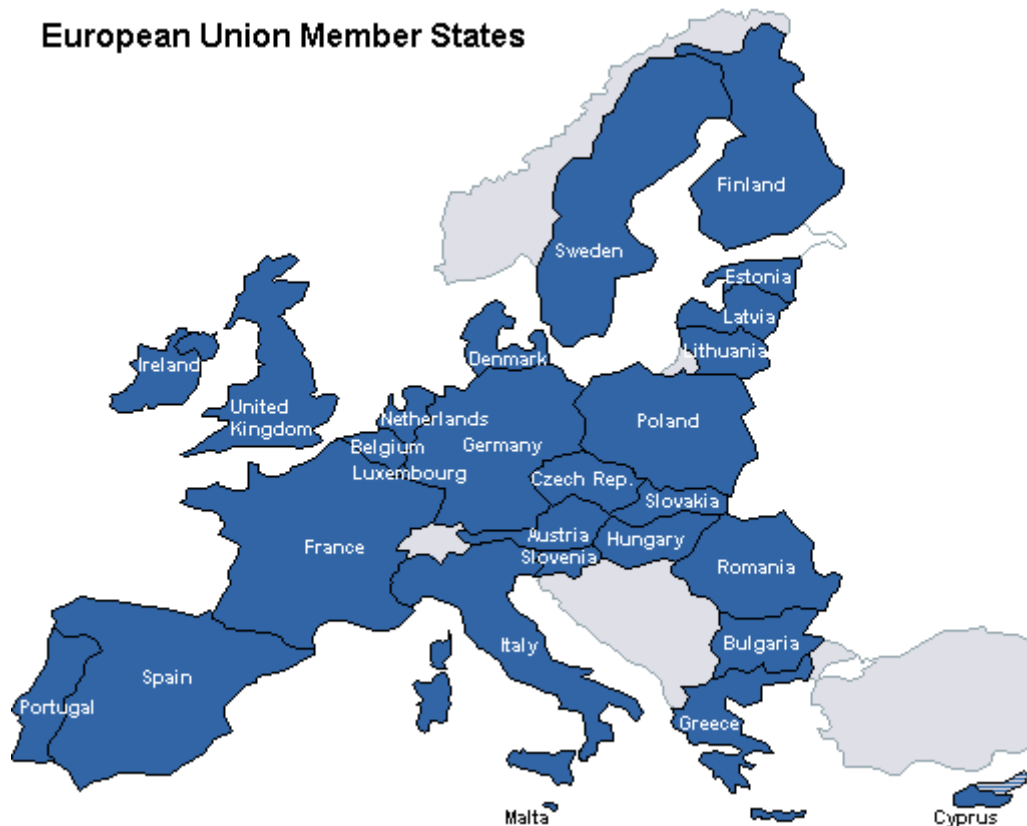 European Union Member States
Finland
Sweden
Estonia
Latvia
Lithuania
Denmark
Ireland
United
Kingdom
Netherlands
Belgium
Germany
Luxembourg
Poland
Czech Rep.
Slovakia
Austria
Hungary
France
Slovenia
Romania
Italy
Bulgaria
Spain
Portugal
Greece
Malta
Cyprus